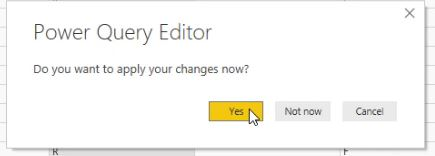 Power Query Editor
Do you want to apply your changes now?
Yes Not now Cancel
R F